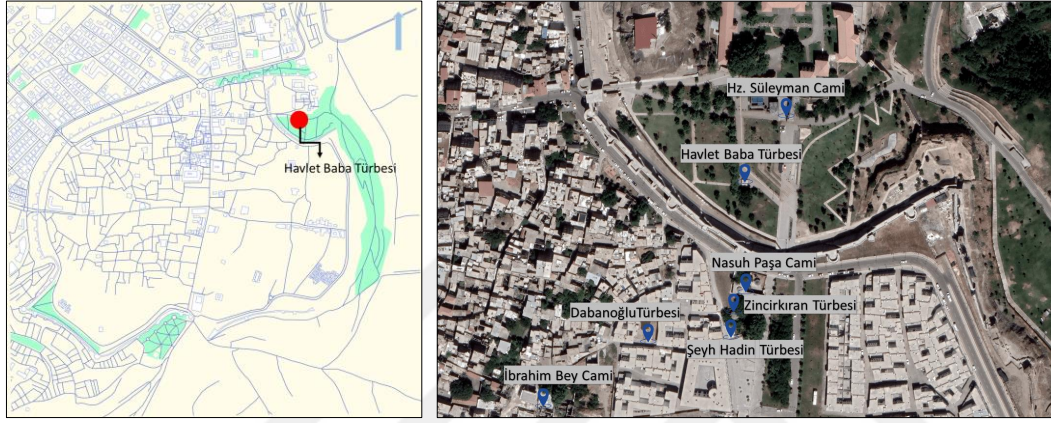 Havlet Baba Türbesi
Hz. Süleyman Cami
Havlet Baba Türbesi
Nasuh Paşa Cami
Zincirkıran Türbesi
DabanoğluTürbesi
Şeyh Hadin Türbesi
İbrahim Bey Cami